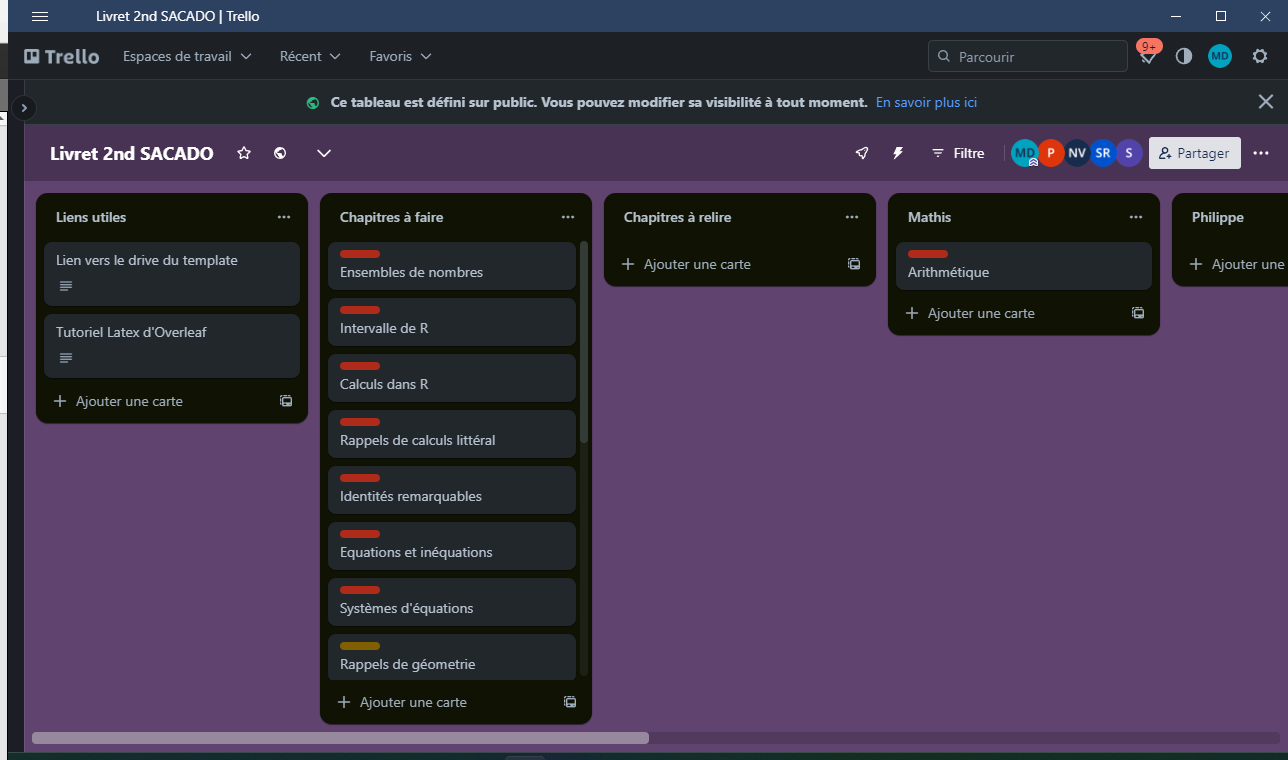 Livret 2nd SACADO | Trello
Trello
Espaces de travail
Récent
Favoris
Parcourir
9+
MD
Ce tableau est défini sur public. Vous pouvez modifier sa visibilité à tout moment. En savoir plus ici
Livret 2nd SACADO
Filtre
MD
P
NV
SR
S
Partager
Liens utiles
Lien vers le drive du template
Tutoriel Latex d'Overleaf
Ajouter une carte
Chapitres à faire
Ensembles de nombres
Intervalle de R
Calculs dans R
Rappels de calculs littéral
Identités remarquables
Equations et inéquations
Systèmes d'équations
Rappels de géometrie
Ajouter une carte
Chapitres à relire
Ajouter une carte
Mathis
Arithmétique
Ajouter une carte
Philippe
Ajouter une